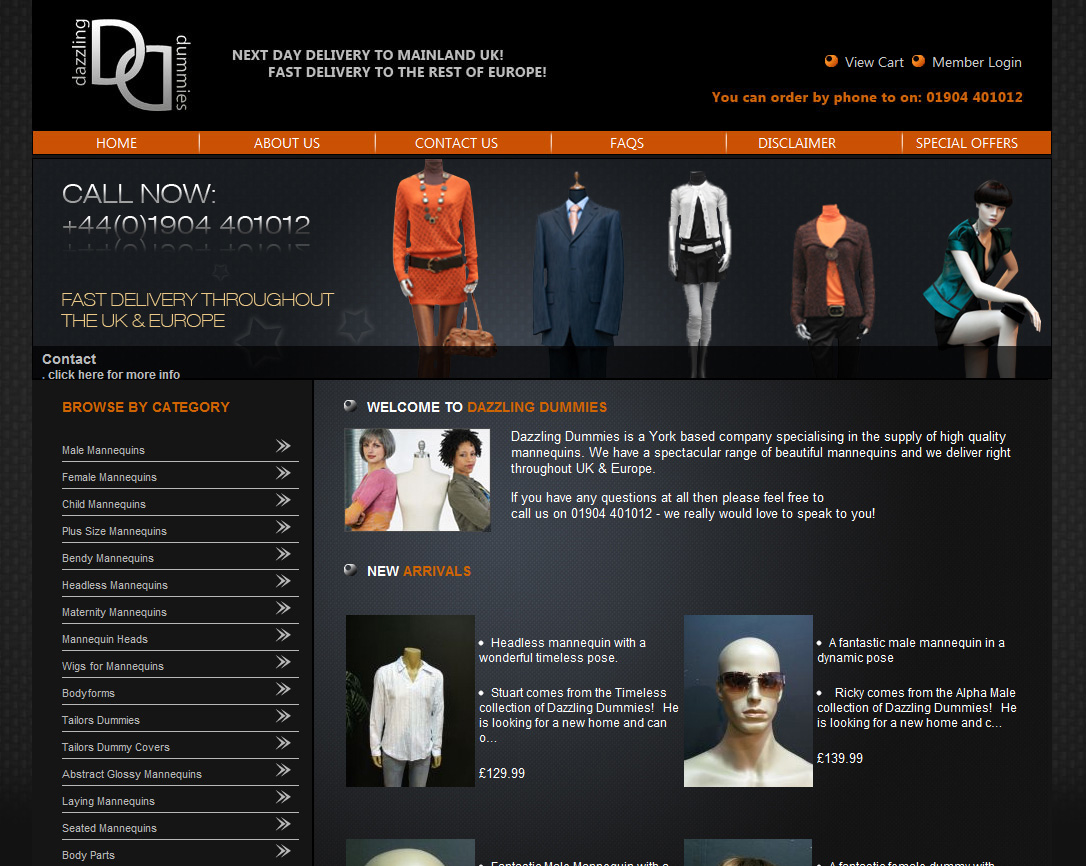 dazzling
DD
dummies
NEXT DAY DELIVERY TO MAINLAND UK!
FAST DELIVERY TO THE REST OF EUROPE!
View Cart
Member Login
You can order by phone to on: 01904 401012
HOME
ABOUT US
CONTACT US
FAQS
DISCLAIMER
SPECIAL OFFERS
CALL NOW:
+44(0)1904 401012
FAST DELIVERY THROUGHOUT
THE UK & EUROPE
Contact
. click here for more info
BROWSE BY CATEGORY
Male Mannequins
Female Mannequins
Child Mannequins
Plus Size Mannequins
Bendy Mannequins
Headless Mannequins
Maternity Mannequins
Mannequin Heads
Wigs for Mannequins
Bodyforms
Tailors Dummies
Tailors Dummy Covers
Abstract Glossy Mannequins
Laying Mannequins
Seated Mannequins
Body Parts
WELCOME TO DAZZLING DUMMIES
Dazzling Dummies is a York based company specialising in the supply of high quality
mannequins. We have a spectacular range of beautiful mannequins and we deliver right
throughout UK & Europe.
If you have any questions at all then please feel free to
call us on 01904 401012 - we really would love to speak to you!
NEW ARRIVALS
• Headless mannequin with a
wonderful timeless pose.
• Stuart comes from the Timeless
collection of Dazzling Dummies! He
is looking for a new home and can
o...
£129.99
• A fantastic male mannequin in a
dynamic pose
• Ricky comes from the Alpha Male
collection of Dazzling Dummies! He
is looking for a new home and c...
£139.99
• Fantastic Male Mannequin with a
• A fantastic female dummy with